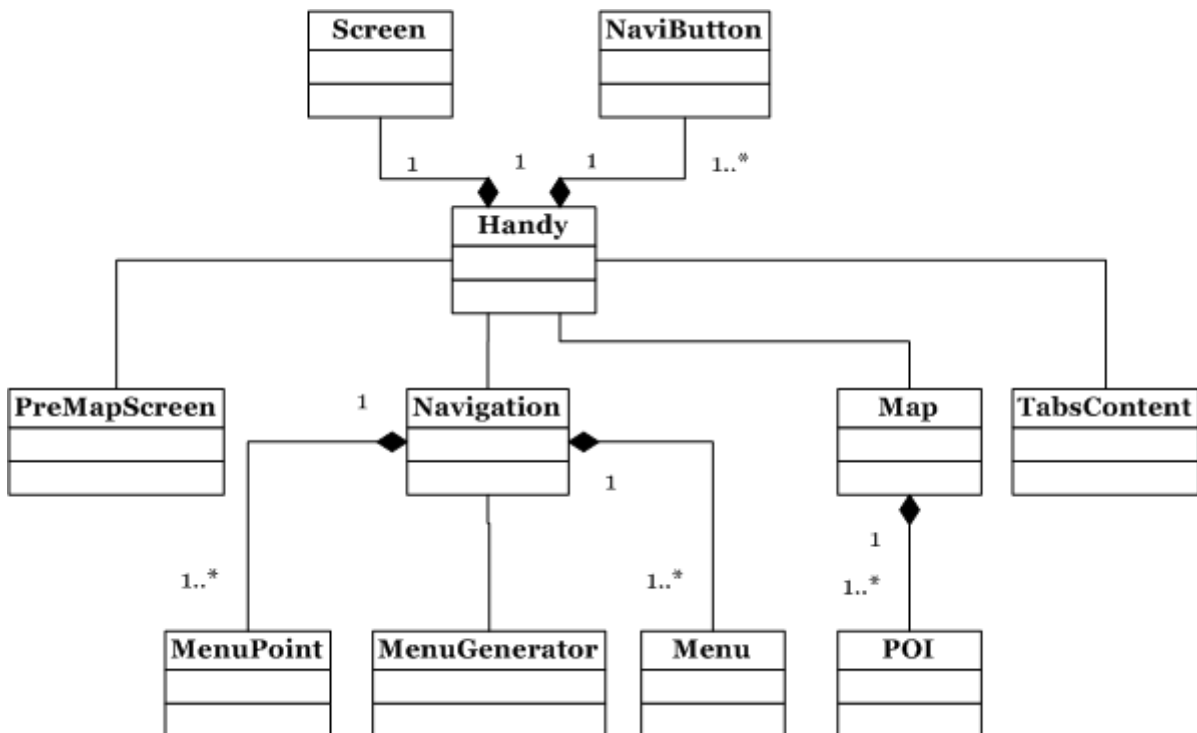 Screen
NaviButton
1
1
1
1..*
Handy
PreMapScreen
1
Navigation
1
Map
TabsContent
1
1..*
1..*
1..*
MenuPoint
MenuGenerator
Menu
POI